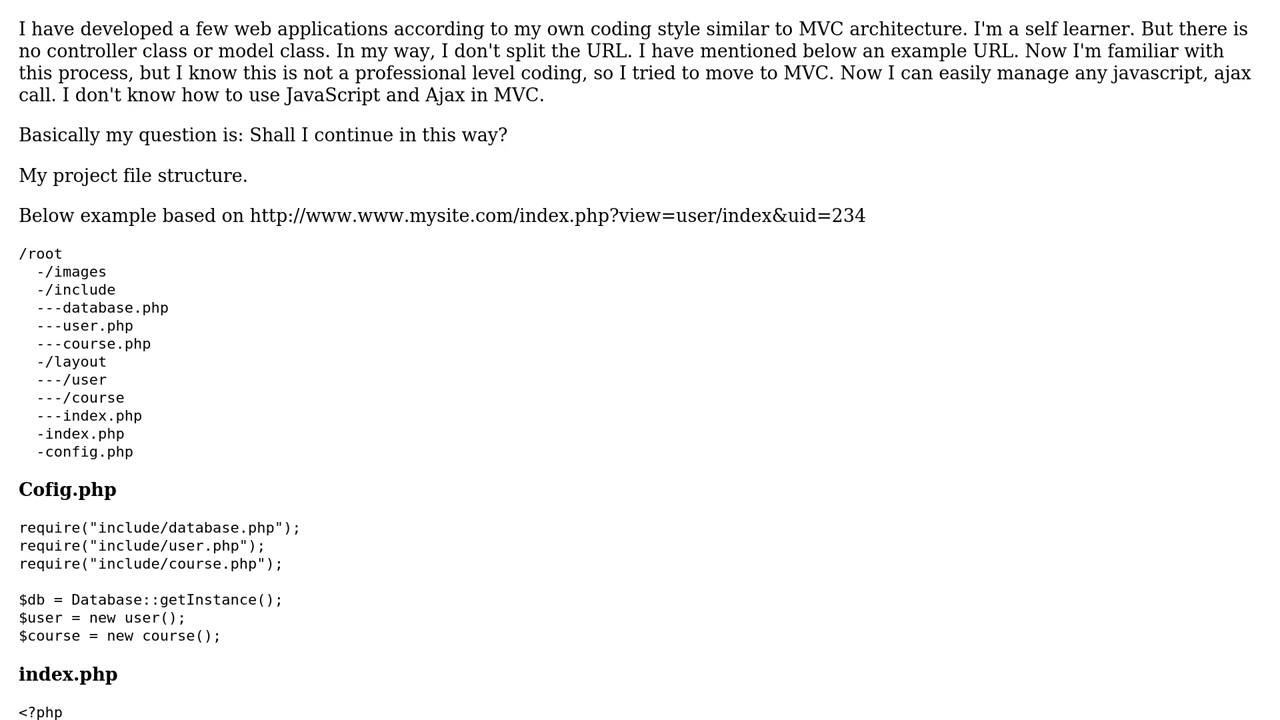 I have developed a few web applications according to my own coding style similar to MVC architecture. I'm a self learner. But there is
no controller class or model class. In my way, I don't split the URL. I have mentioned below an example URL. Now I'm familiar with
this process, but I know this is not a professional level coding, so I tried to move to MVC. Now I can easily manage any javascript, ajax
call. I don't know how to use JavaScript and Ajax in MVC.
Basically my question is: Shall I continue in this way?
My project file structure.
Below example based on http://www.www.mysite.com/index.php?view=user/index&uid=234
/root
  -/images
  -/include
  ---database.php
  ---user.php
  ---course.php
  -/layout
  ---/user
  ---/course
  ---index.php
  -index.php
  -config.php
Cofig.php
require("include/database.php");
require("include/user.php");
require("include/course.php");
$db = Database::getInstance();
$user = new user();
$course = new course();
index.php
<?php